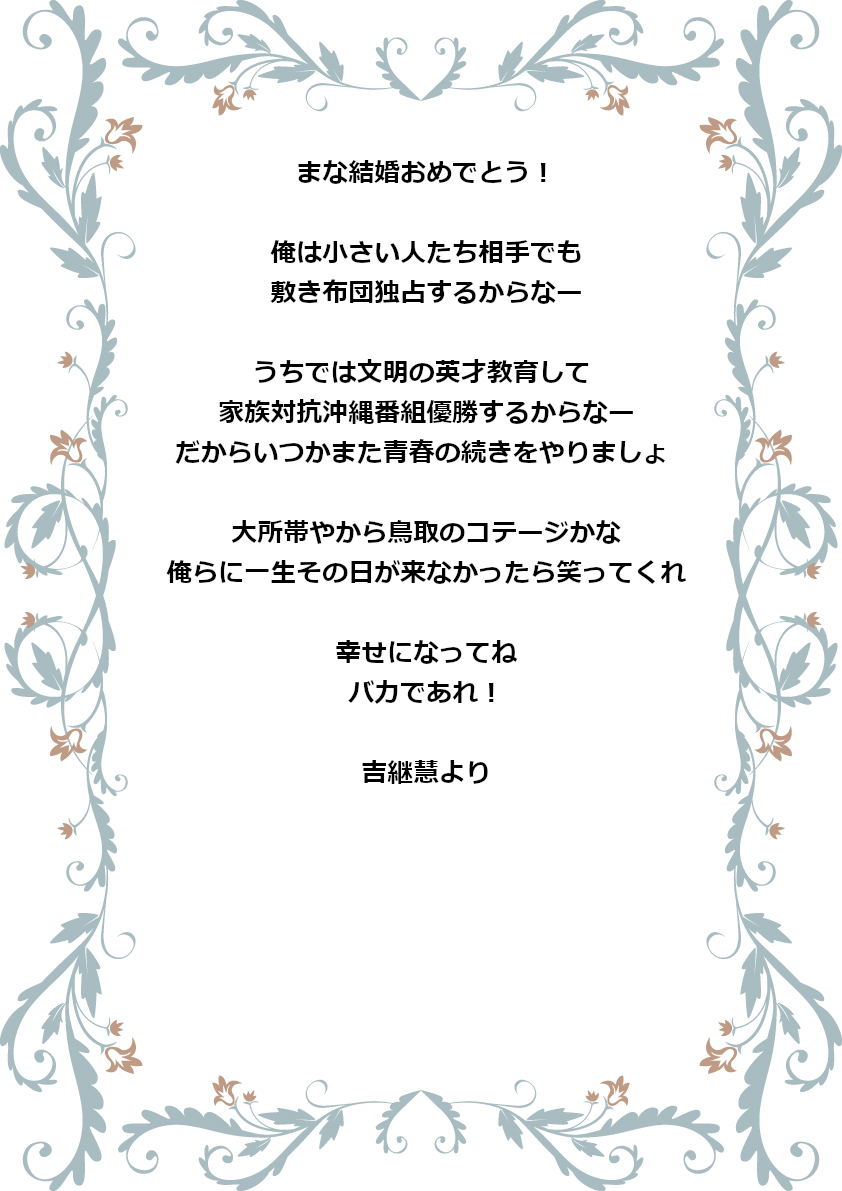 まな結婚おめでとう！
俺は小さい人たち相手でも
敷き布団独占するからなー
うちでは文明の英才教育して
家族対抗沖縄番組優勝するからなー
だからいつかまた青春の続きをやりましょ
大所帯やから鳥取のコテージかな
俺らに一生その日が来なかったら笑ってくれ
幸せになってね
バカであれ！
吉継慧より